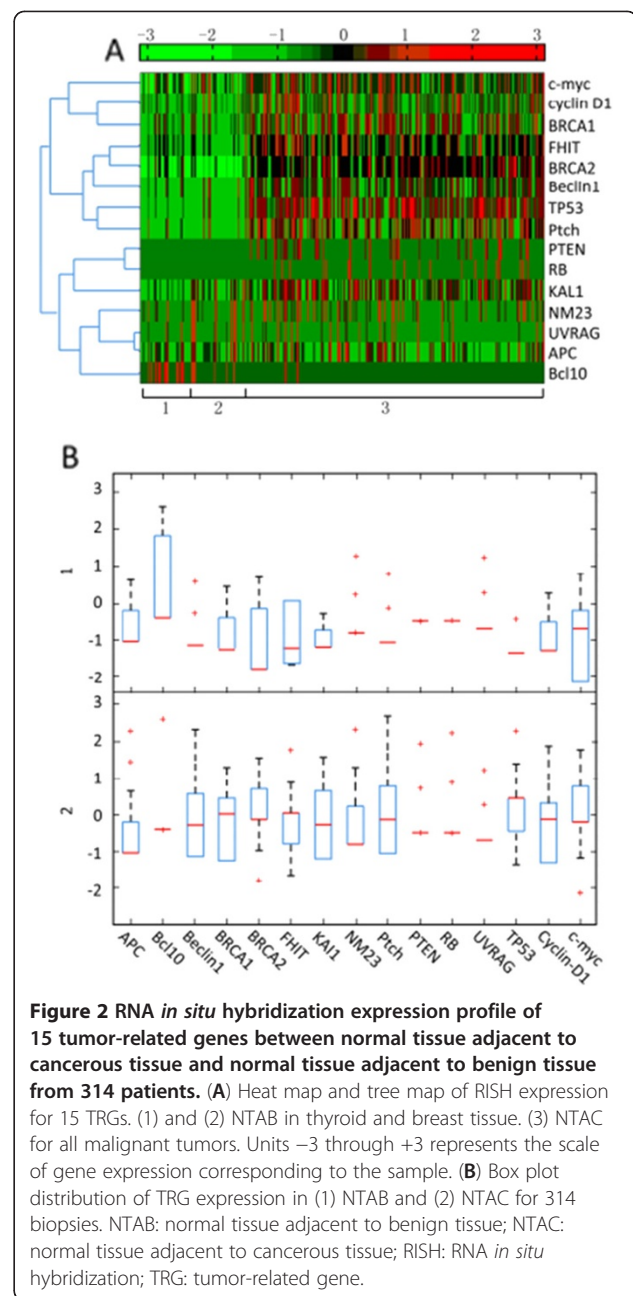 A
−3 −2 −1 0 1 2 3
c-myc
cyclin D1
BRCA1
FHIT
BRCA2
Beclin1
TP53
Ptch
PTEN
RB
KAL1
NM23
UVRAG
APC
Bcl10
1 2 3
B
3
2
1
0
-1
-2
1
3
2
1
0
-1
-2
2
APC Bcl10 Beclin1 BRCA1 BRCA2 FHIT KAI1 NM23 Ptch PTEN RB UVRAG TP53 Cyclin-D1 c-myc
Figure 2 RNA in situ hybridization expression profile of
15 tumor-related genes between normal tissue adjacent to
cancerous tissue and normal tissue adjacent to benign tissue
from 314 patients. (A) Heat map and tree map of RISH expression
for 15 TRGs. (1) and (2) NTAB in thyroid and breast tissue. (3) NTAC
for all malignant tumors. Units −3 through +3 represents the scale
of gene expression corresponding to the sample. (B) Box plot
distribution of TRG expression in (1) NTAB and (2) NTAC for 314
biopsies. NTAB: normal tissue adjacent to benign tissue; NTAC:
normal tissue adjacent to cancerous tissue; RISH: RNA in situ
hybridization; TRG: tumor-related gene.